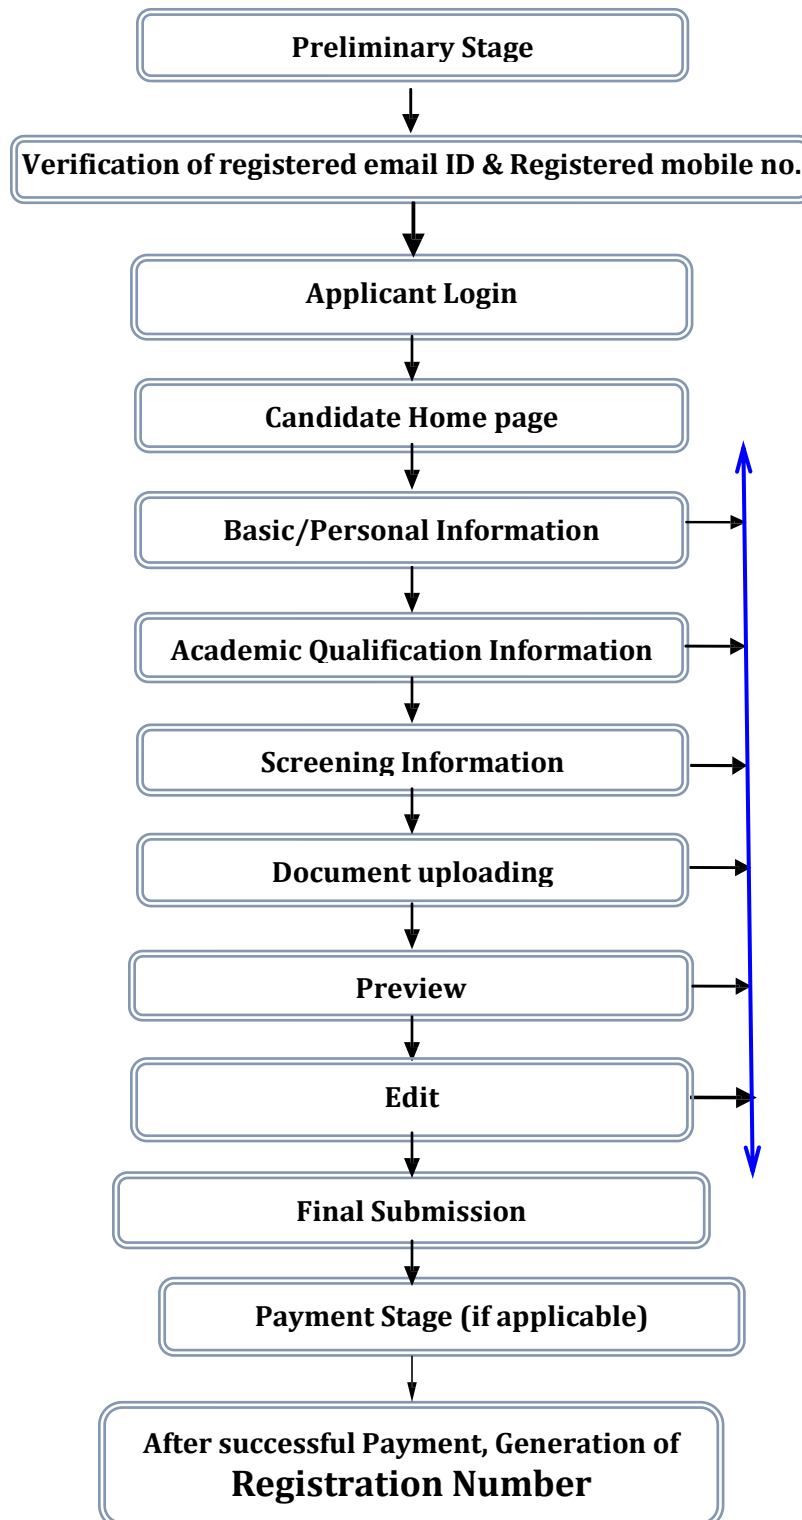 Preliminary Stage
Verification of registered email ID & Registered mobile no.
Applicant Login
Candidate Home page
Basic/Personal Information
Academic Qualification Information
Screening Information
Document uploading
Preview
Edit
Final Submission
Payment Stage (if applicable)
After successful Payment, Generation of
Registration Number